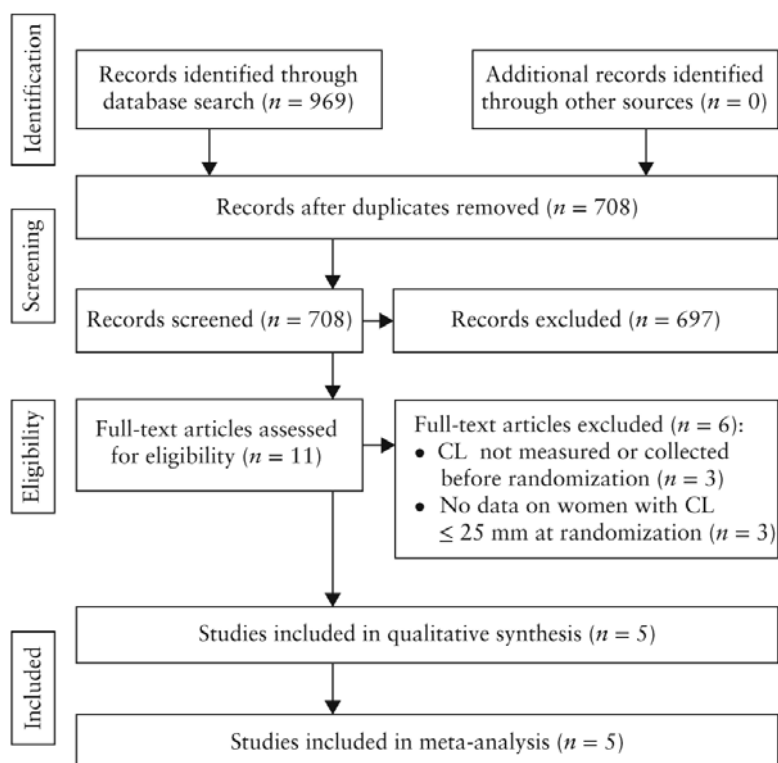 Identification
Records identified through
database search (n = 969)
Additional records identified
through other sources (n = 0)
Records after duplicates removed (n = 708)
Screening
Records screened (n = 708)
Records excluded (n = 697)
Eligibility
Full-text articles assessed
for eligibility (n = 11)
Full-text articles excluded (n = 6):
• CL not measured or collected
before randomization (n = 3)
• No data on women with CL
≤ 25 mm at randomization (n = 3)
Included
Studies included in qualitative synthesis (n = 5)
Studies included in meta-analysis (n = 5)